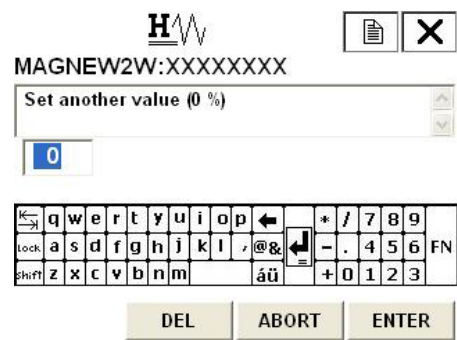 H
MAGNEW2W:XXXXXXXX
Set another value (0 %)
0
q w e r t y u i o p * / 7 8 9
Lock a s d f g h j k l , @& - . 4 5 6 FN
shift z x c v b n m áü = + 0 1 2 3
DEL ABORT ENTER